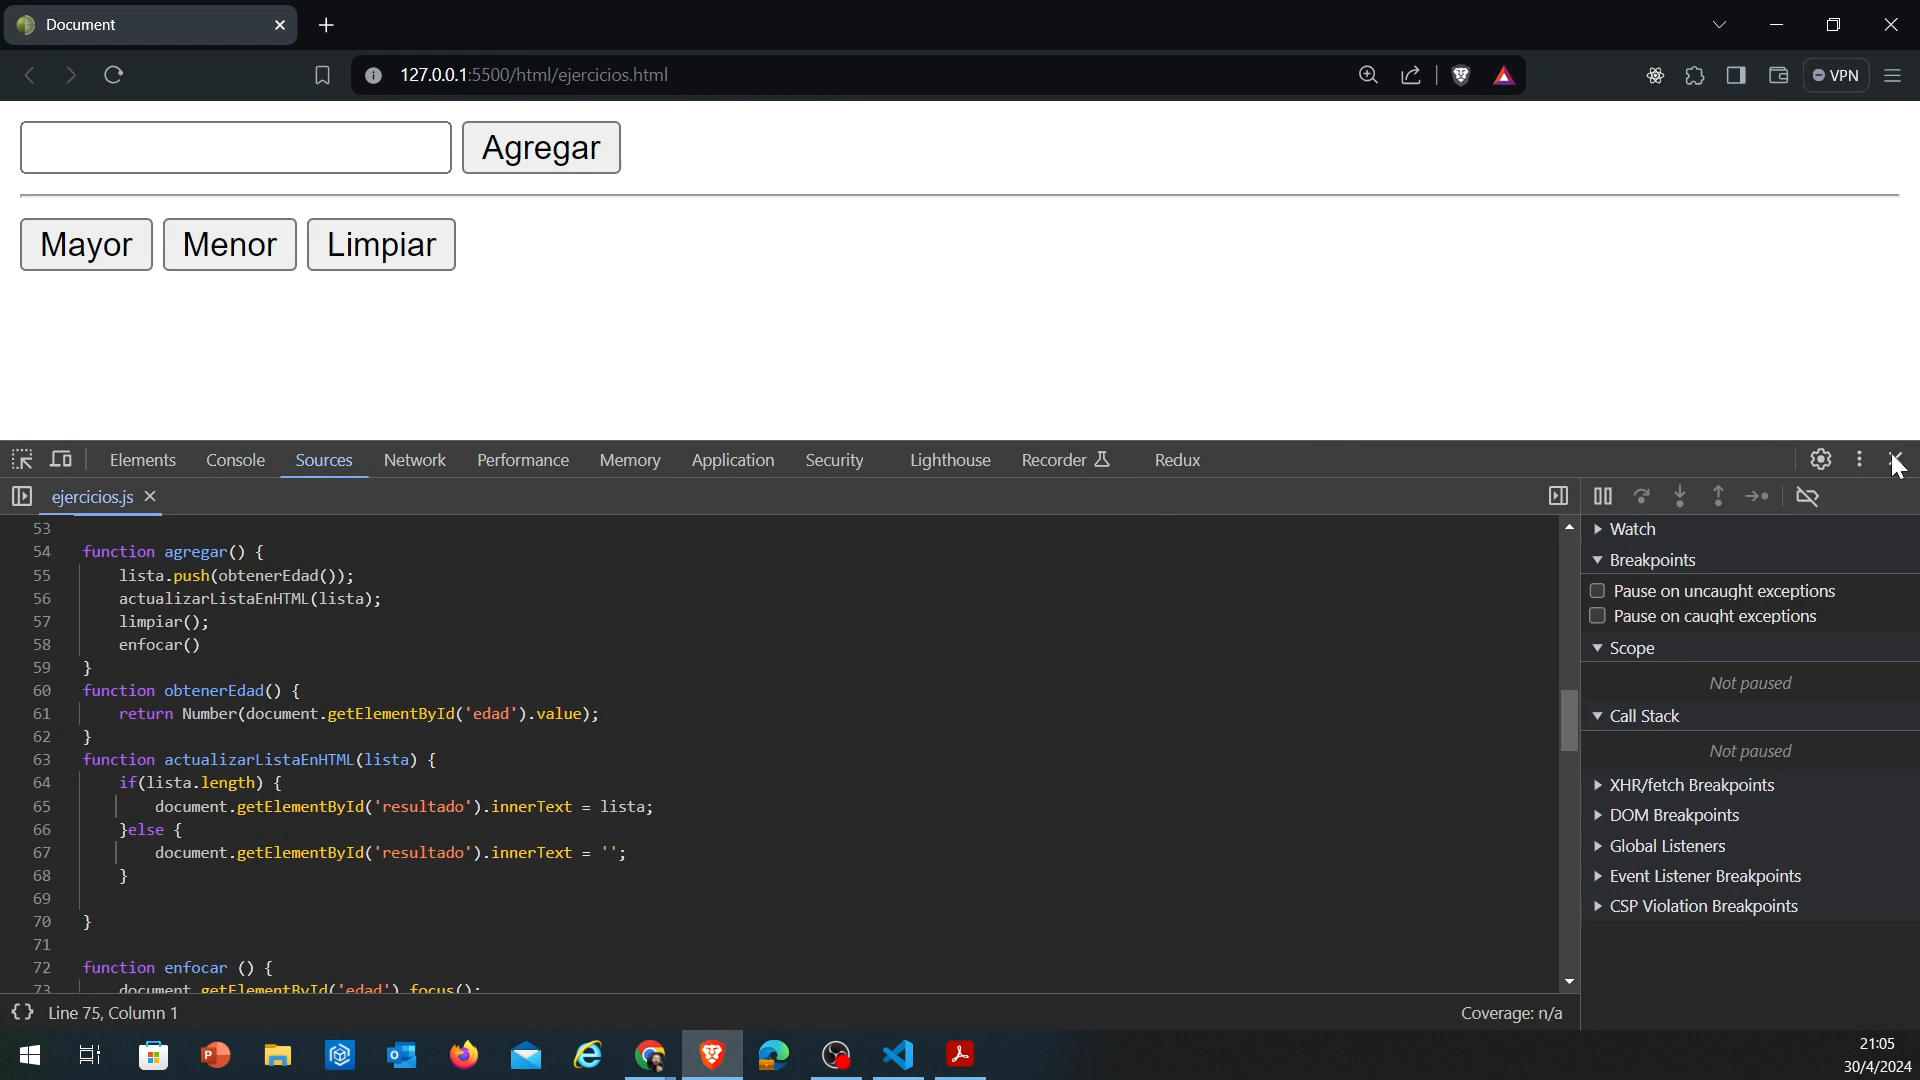 Document
127.0.0.1:5500/html/ejercicios.html
VPN
Agregar
Mayor Menor Limpiar
Elements Console Sources Network Performance Memory Application Security Lighthouse Recorder Redux
ejercicios.js
53
54 function agregar() {
55 lista.push(obtenerEdad());
56 actualizarListaEnHTML(lista);
57 limpiar();
58 enfocar()
59 }
60 function obtenerEdad() {
61 return Number(document.getElementById('edad').value);
62 }
63 function actualizarListaEnHTML(lista) {
64 if(lista.length) {
65 document.getElementById('resultado').innerText = lista;
66 }else {
67 document.getElementById('resultado').innerText = '';
68 }
69
70 }
71
72 function enfocar () {
73 document.getElementById('edad').focus();
{} Line 75, Column 1
Coverage: n/a
Watch
Breakpoints
Pause on uncaught exceptions
Pause on caught exceptions
Scope
Not paused
Call Stack
Not paused
XHR/fetch Breakpoints
DOM Breakpoints
Global Listeners
Event Listener Breakpoints
CSP Violation Breakpoints
21:05
30/4/2024